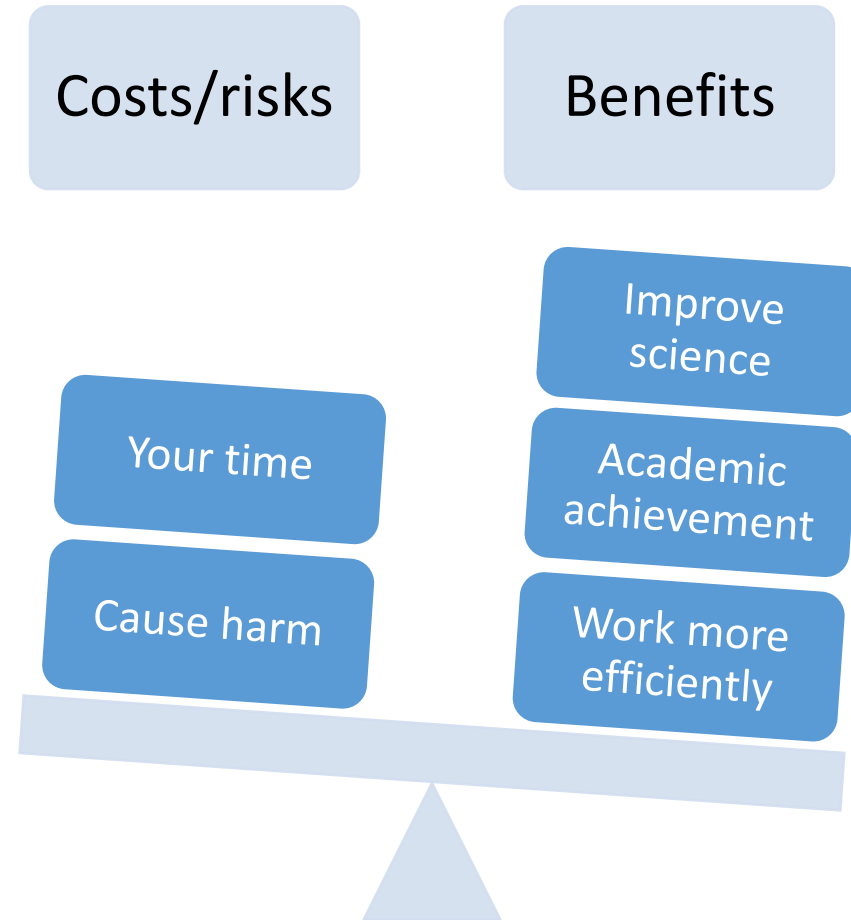 Costs/risks
Benefits
Your time
Cause harm
Improve
science
Academic
achievement
Work more
efficiently